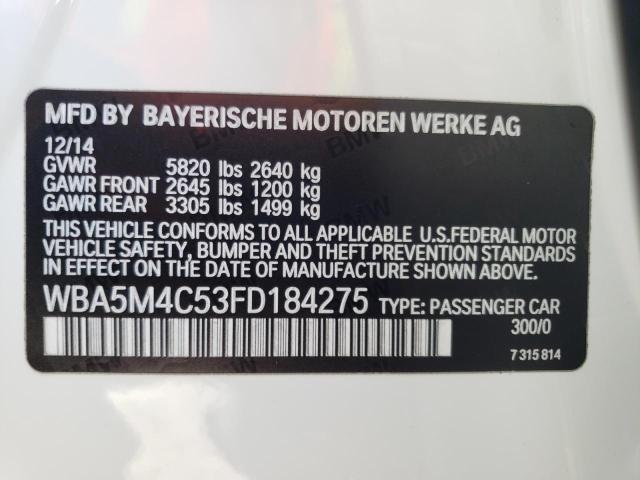 MFD BY BAYERISCHE MOTOREN WERKE AG
12/14
GVWR 5820 lbs 2640 kg
GAWR FRONT 2645 lbs 1200 kg
GAWR REAR 3305 lbs 1499 kg
THIS VEHICLE CONFORMS TO ALL APPLICABLE U.S.FEDERAL MOTOR
VEHICLE SAFETY, BUMPER AND THEFT PREVENTION STANDARDS
IN EFFECT ON THE DATE OF MANUFACTURE SHOWN ABOVE.
WBA5M4C53FD184275 TYPE: PASSENGER CAR
300/0
7 315 814